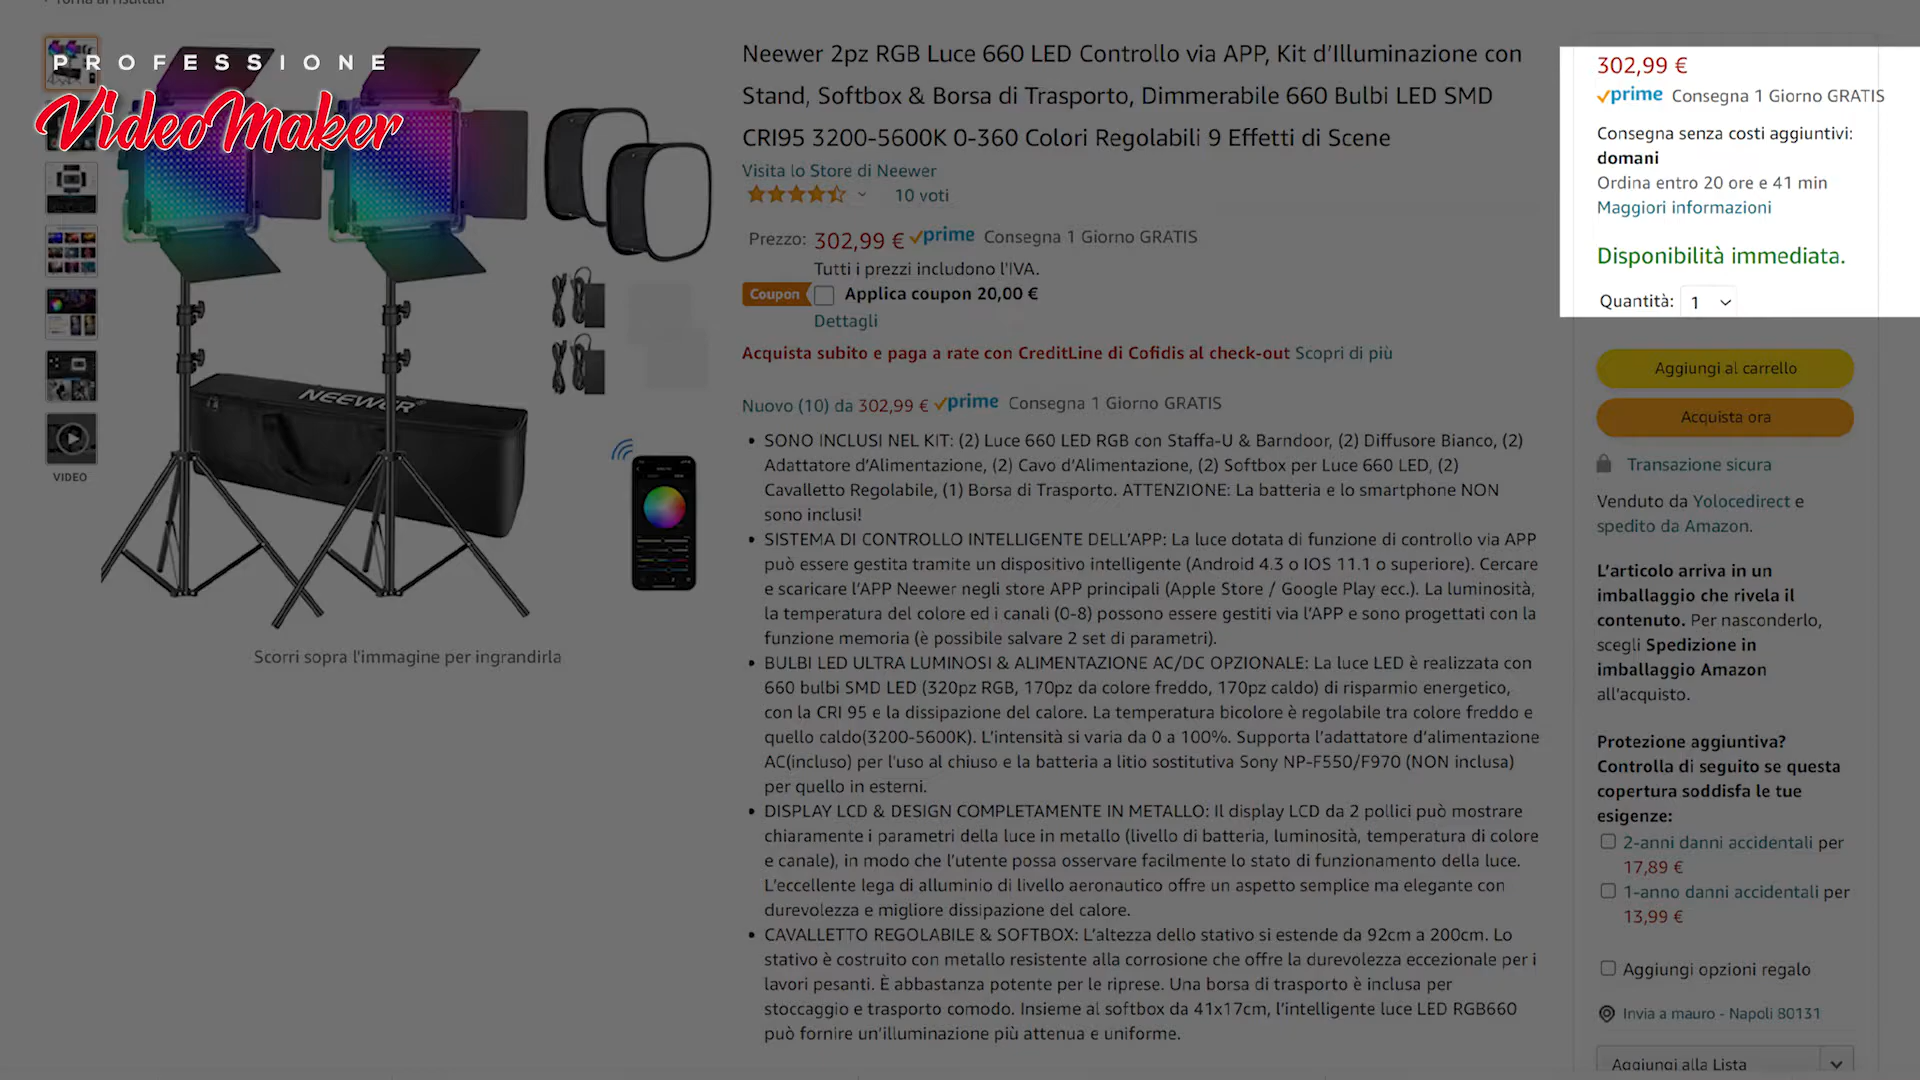 Torna ai risultati
PROFESSIONE
VideoMaker
NEEWER
VIDEO
Scorri sopra l'immagine per ingrandirla
Neewer 2pz RGB Luce 660 LED Controllo via APP, Kit d'Illuminazione con
Stand, Softbox & Borsa di Trasporto, Dimmerabile 660 Bulbi LED SMD
CRI95 3200-5600K 0-360 Colori Regolabili 9 Effetti di Scene
Visita lo Store di Neewer
10 voti
Prezzo: 302,99 € prime Consegna 1 Giorno GRATIS
Tutti i prezzi includono l'IVA.
Coupon Applica coupon 20,00 €
Dettagli
Acquista subito e paga a rate con CreditLine di Cofidis al check-out Scopri di più
Nuovo (10) da 302,99 € prime Consegna 1 Giorno GRATIS
• SONO INCLUSI NEL KIT: (2) Luce 660 LED RGB con Staffa-U & Barndoor, (2) Diffusore Bianco, (2)
Adattatore d'Alimentazione, (2) Cavo d'Alimentazione, (2) Softbox per Luce 660 LED, (2)
Cavalletto Regolabile, (1) Borsa di Trasporto. ATTENZIONE: La batteria e lo smartphone NON
sono inclusi!
• SISTEMA DI CONTROLLO INTELLIGENTE DELL'APP: La luce dotata di funzione di controllo via APP
può essere gestita tramite un dispositivo intelligente (Android 4.3 o IOS 11.1 o superiore). Cercare
e scaricare l'APP Neewer negli store APP principali (Apple Store / Google Play ecc.). La luminosità,
la temperatura del colore ed i canali (0-8) possono essere gestiti via l'APP e sono progettati con la
funzione memoria (è possibile salvare 2 set di parametri).
• BULBI LED ULTRA LUMINOSI & ALIMENTAZIONE AC/DC OPZIONALE: La luce LED è realizzata con
660 bulbi SMD LED (320pz RGB, 170pz da colore freddo, 170pz caldo) di risparmio energetico,
con la CRI 95 e la dissipazione del calore. La temperatura bicolore è regolabile tra colore freddo e
quello caldo(3200-5600K). L'intensità si varia da 0 a 100%. Supporta l'adattatore d'alimentazione
AC(incluso) per l'uso al chiuso e la batteria a litio sostitutiva Sony NP-F550/F970 (NON inclusa)
per quello in esterni.
• DISPLAY LCD & DESIGN COMPLETAMENTE IN METALLO: Il display LCD da 2 pollici può mostrare
chiaramente i parametri della luce in metallo (livello di batteria, luminosità, temperatura di colore
e canale), in modo che l'utente possa osservare facilmente lo stato di funzionamento della luce.
L'eccellente lega di alluminio di livello aeronautico offre un aspetto semplice ma elegante con
durevolezza e migliore dissipazione del calore.
• CAVALLETTO REGOLABILE & SOFTBOX: L'altezza dello stativo si estende da 92cm a 200cm. Lo
stativo è costruito con metallo resistente alla corrosione che offre la durevolezza eccezionale per i
lavori pesanti. È abbastanza potente per le riprese. Una borsa di trasporto è inclusa per
stoccaggio e trasporto comodo. Insieme al softbox da 41x17cm, l'intelligente luce LED RGB660
può fornire un'illuminazione più attenua e uniforme.
302,99 €
prime Consegna 1 Giorno GRATIS
Consegna senza costi aggiuntivi:
domani
Ordina entro 20 ore e 41 min
Maggiori informazioni
Disponibilità immediata.
Quantità: 1
Aggiungi al carrello
Acquista ora
Transazione sicura
Venduto da Yolocedirect e
spedito da Amazon.
L'articolo arriva in un
imballaggio che rivela il
contenuto. Per nasconderlo,
scegli Spedizione in
imballaggio Amazon
all'acquisto.
Protezione aggiuntiva?
Controlla di seguito se questa
copertura soddisfa le tue
esigenze:
2-anni danni accidentali per
17,89 €
1-anno danni accidentali per
13,99 €
Aggiungi opzioni regalo
Invia a mauro - Napoli 80131
Aggiungi alla Lista